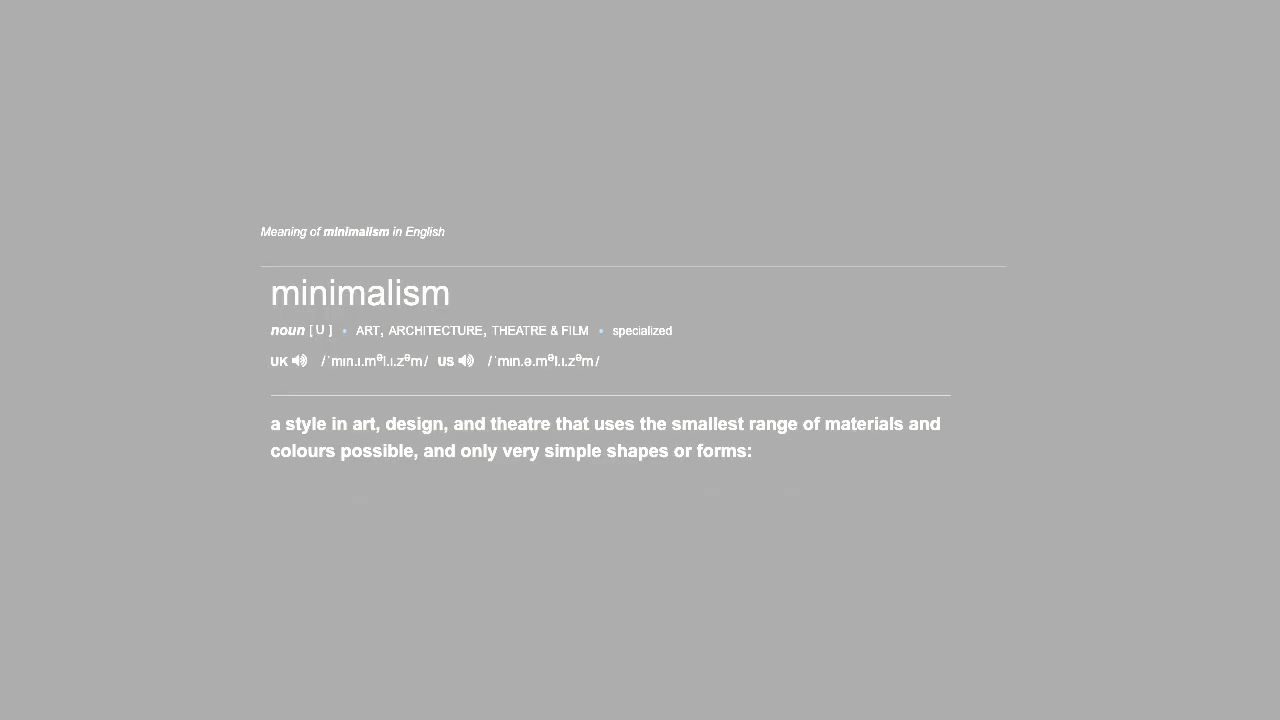 Meaning of minimalism in English
minimalism
noun [ U ] • ART, ARCHITECTURE, THEATRE & FILM • specialized
UK /ˈmɪn.ɪ.məl.ɪ.zəm/ US /ˈmɪn.ə.məl.ɪ.zəm/
a style in art, design, and theatre that uses the smallest range of materials and
colours possible, and only very simple shapes or forms: